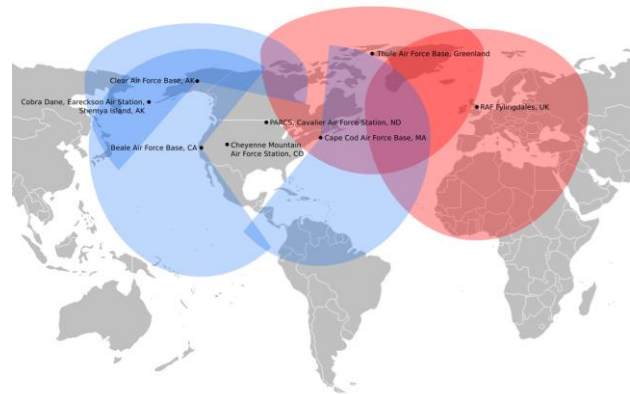 Thule Air Force Base, Greenland
Clear Air Force Base, AK
Cobra Dane, Eareckson Air Station,
Shemya Island, AK
RAF Fylingdales, UK
PARCS, Cavalier Air Force Station, ND
Cape Cod Air Force Base, MA
Beale Air Force Base, CA
Cheyenne Mountain
Air Force Station, CO